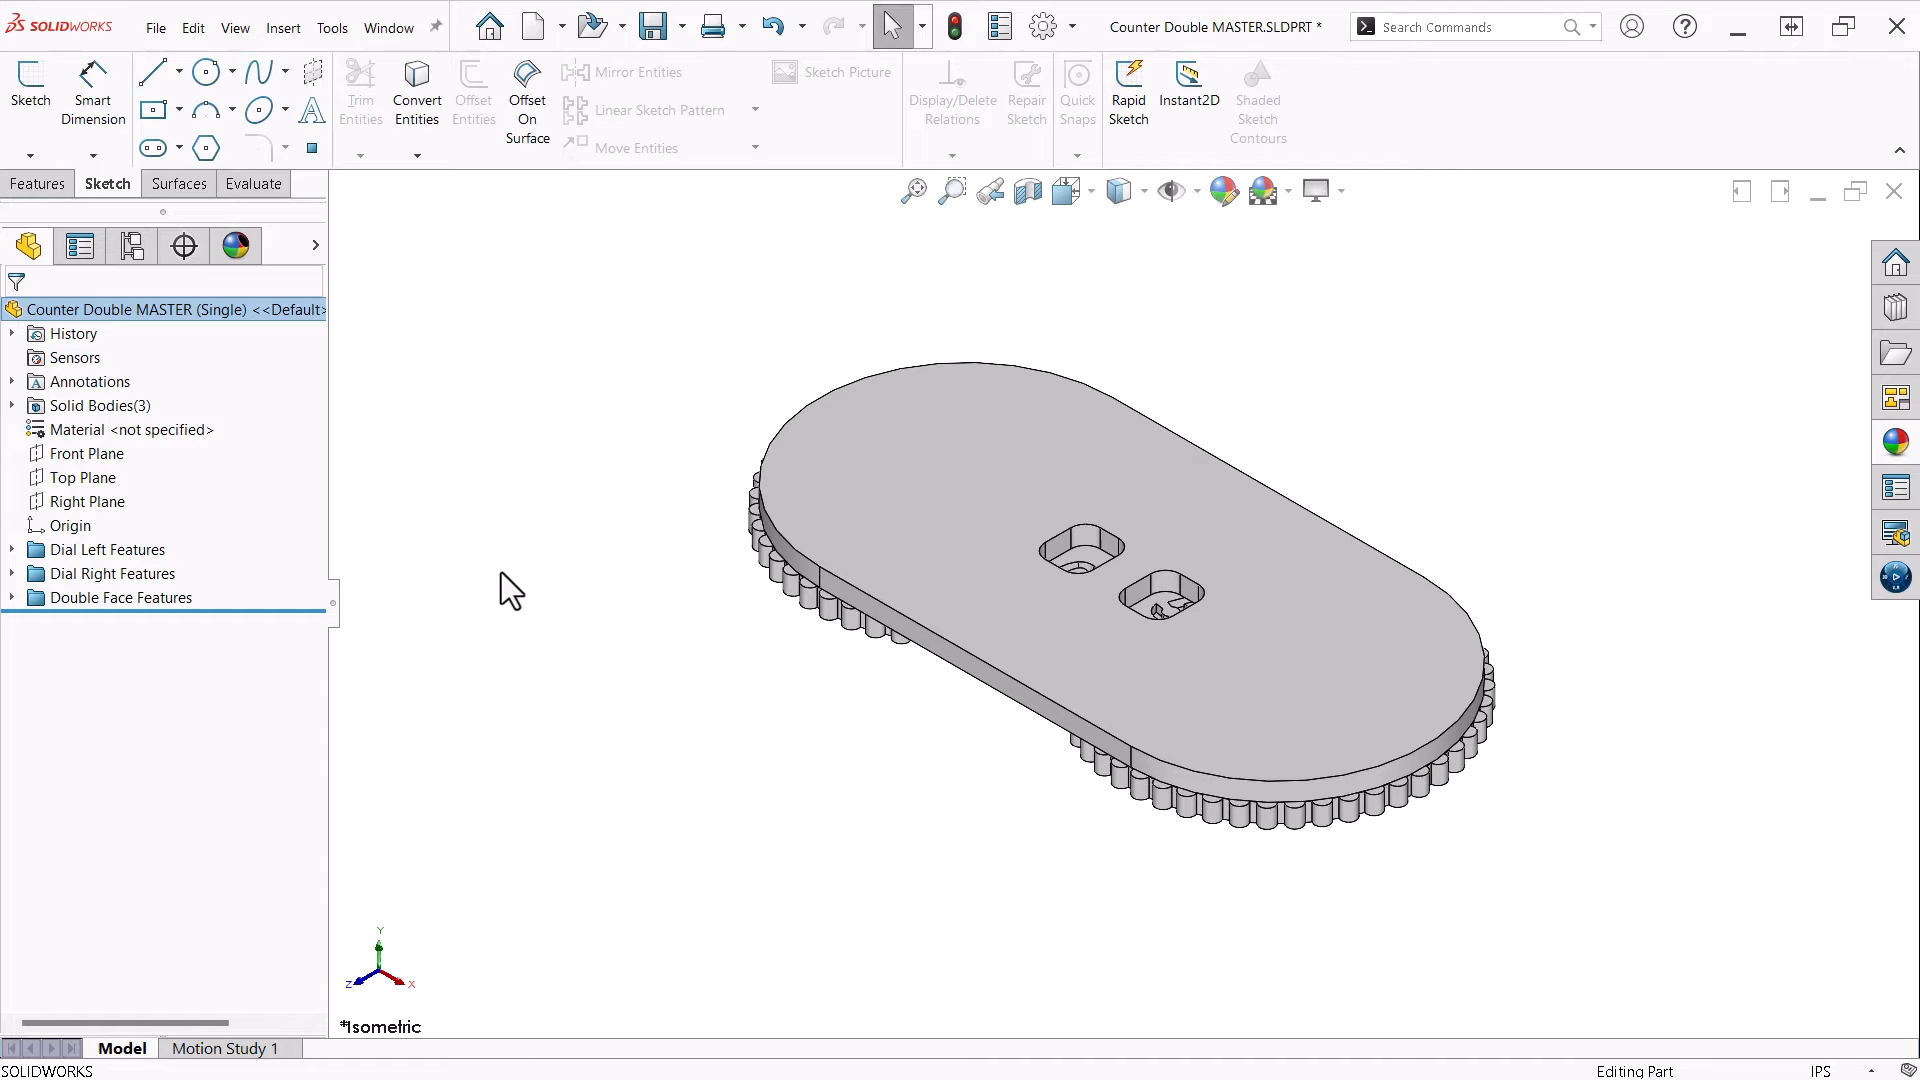 SOLIDWORKS File Edit View Insert Tools Window Counter Double MASTER.SLDPRT * Search Commands
Sketch Smart Dimension Trim Entities Convert Entities Offset Entities Offset On Surface Mirror Entities Linear Sketch Pattern Move Entities Sketch Picture Display/Delete Relations Repair Sketch Quick Snaps Rapid Sketch Instant2D Shaded Sketch Contours
Features Sketch Surfaces Evaluate
Counter Double MASTER (Single) <<Default>
History
Sensors
Annotations
Solid Bodies(3)
Material <not specified>
Front Plane
Top Plane
Right Plane
Origin
Dial Left Features
Dial Right Features
Double Face Features
Y
Z X
*Isometric
Model Motion Study 1
SOLIDWORKS Editing Part IPS